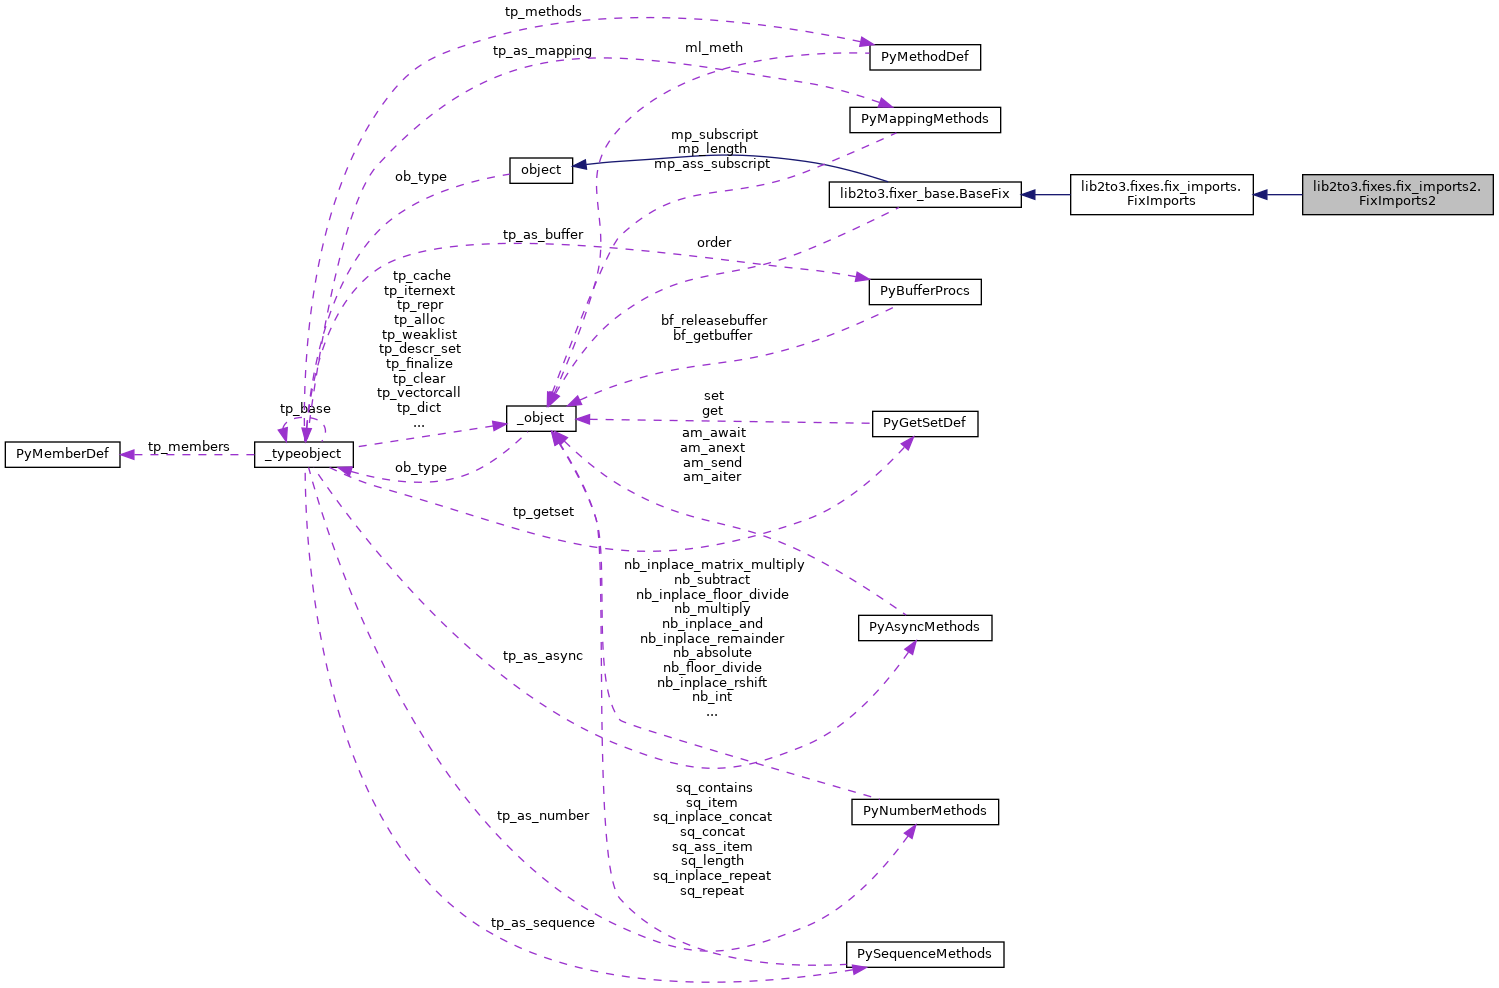 tp_methods
tp_as_mapping
ml_meth
PyMethodDef
PyMappingMethods
mp_subscript
mp_length
mp_ass_subscript
object
ob_type
lib2to3.fixer_base.BaseFix
lib2to3.fixes.fix_imports.
FixImports
lib2to3.fixes.fix_imports2.
FixImports2
tp_as_buffer
order
PyBufferProcs
tp_cache
tp_iternext
tp_repr
tp_alloc
tp_weaklist
tp_descr_set
tp_finalize
tp_clear
tp_vectorcall
tp_dict
...
bf_releasebuffer
bf_getbuffer
tp_base
_object
set
get
PyGetSetDef
PyMemberDef
tp_members
_typeobject
ob_type
am_await
am_anext
am_send
am_aiter
tp_getset
nb_inplace_matrix_multiply
nb_subtract
nb_inplace_floor_divide
nb_multiply
nb_inplace_and
nb_inplace_remainder
nb_absolute
nb_floor_divide
nb_inplace_rshift
nb_int
...
PyAsyncMethods
tp_as_async
sq_contains
sq_item
sq_inplace_concat
sq_concat
sq_ass_item
sq_length
sq_inplace_repeat
sq_repeat
PyNumberMethods
tp_as_number
tp_as_sequence
PySequenceMethods